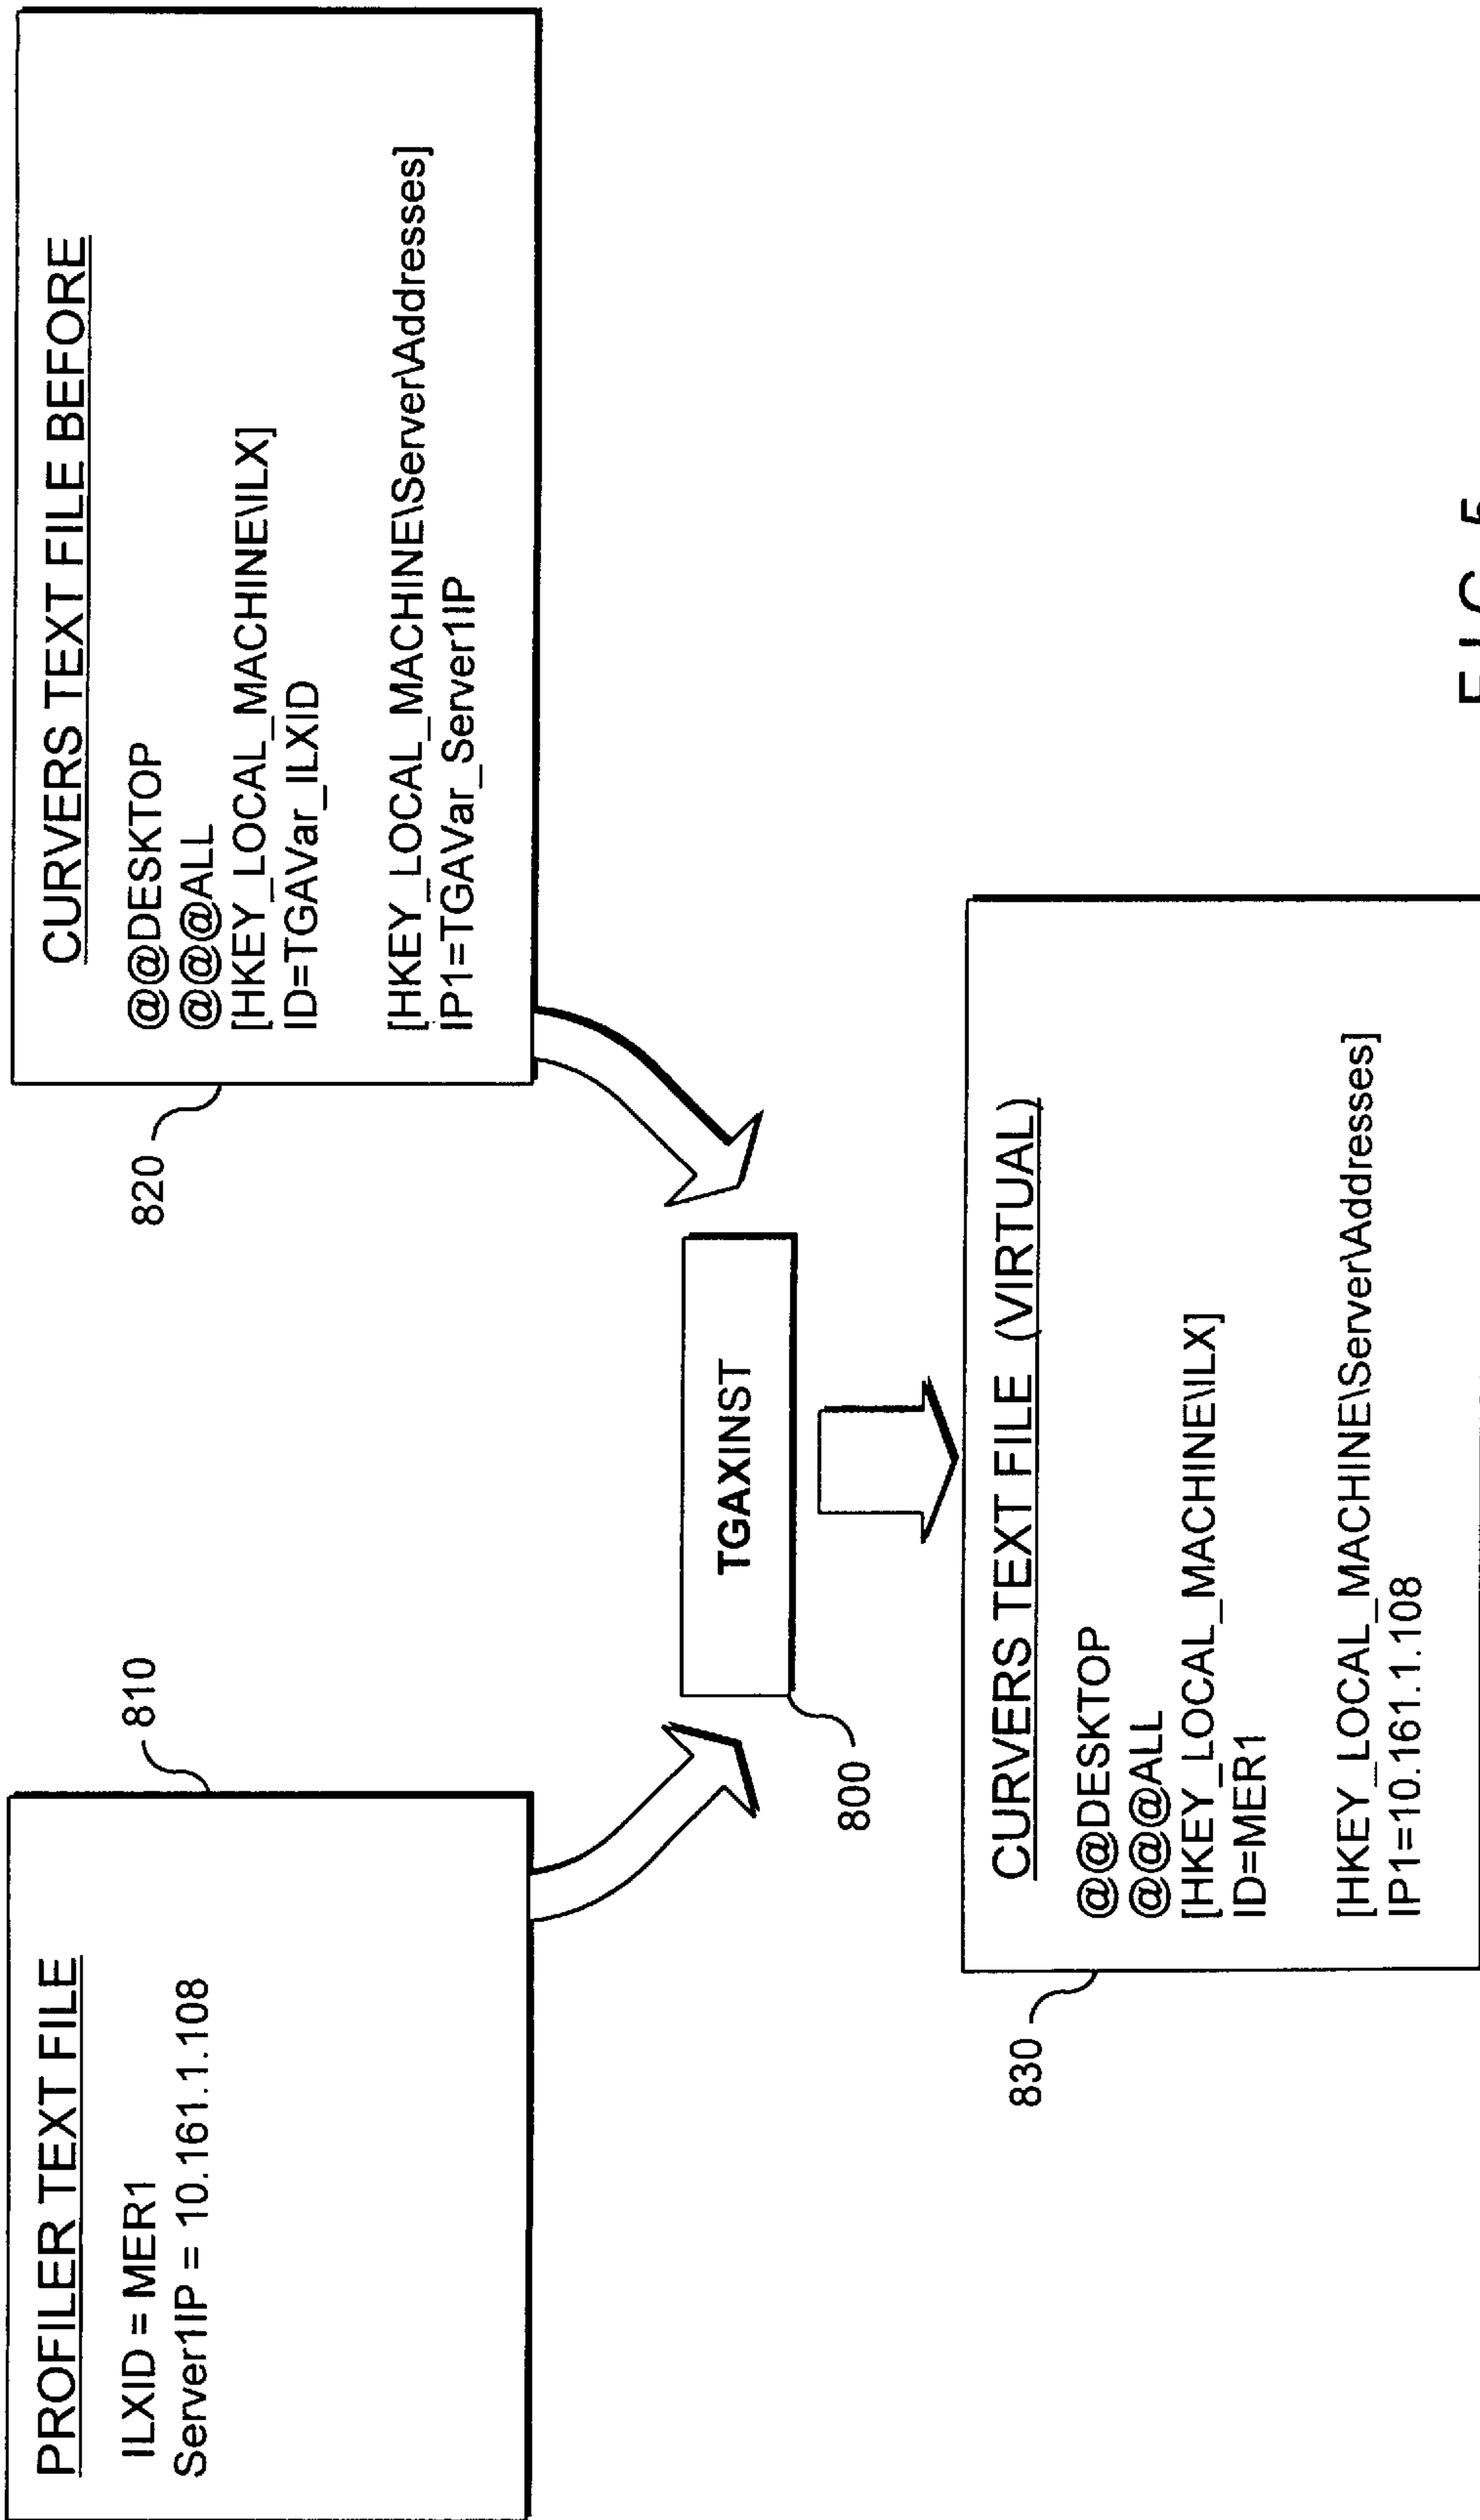 PROFILER TEXT FILE
ILXID = MER1
Server1IP = 10.161.1.108
810
CURVERS TEXT FILE BEFORE
@@DESKTOP
@@@ALL
[HKEY_LOCAL_MACHINE\ILX]
ID=TGAVar_ILXID
[HKEY_LOCAL_MACHINE\Server\Addresses]
IP1=TGAVar_Server1IP
820
TGAXINST
800
CURVERS TEXT FILE (VIRTUAL)
@@DESKTOP
@@@ALL
[HKEY_LOCAL_MACHINE\ILX]
ID=MER1
[HKEY_LOCAL_MACHINE\Server\Addresses]
IP1=10.161.1.108
830